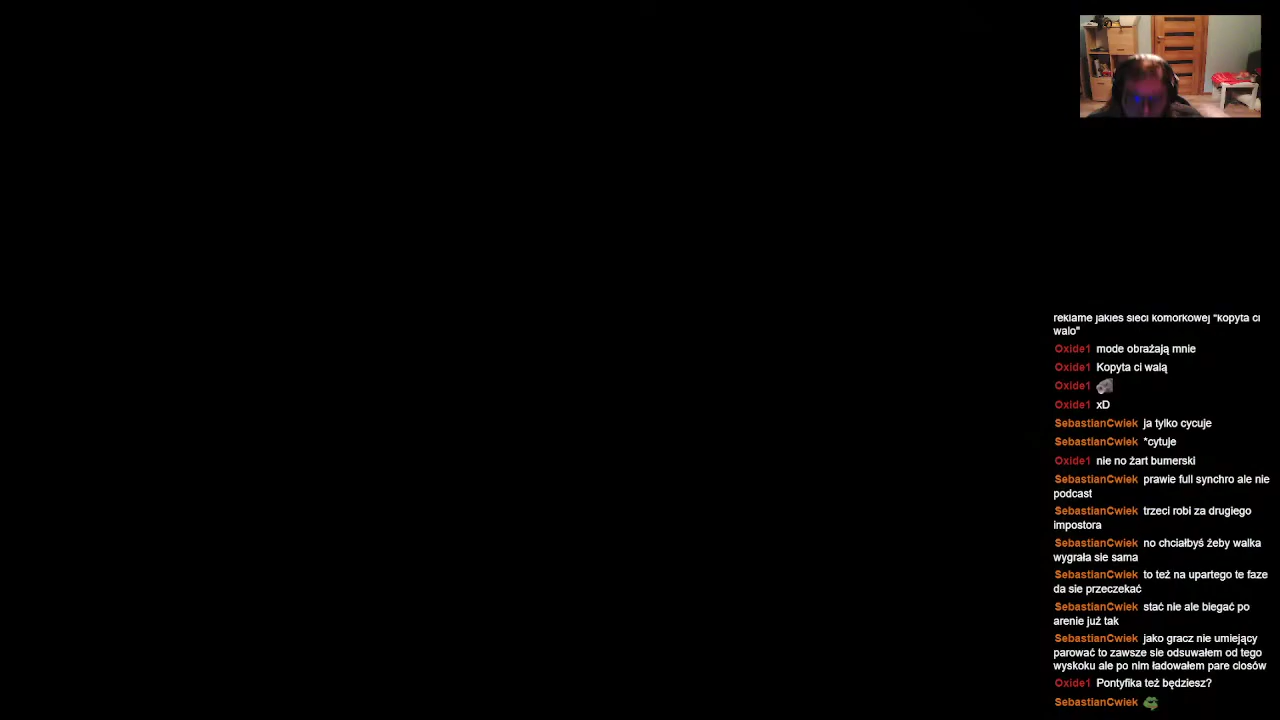 reklame jakies sieci komorkowej "kopyta ci
walo"
Oxide1 mode obrażają mnie
Oxide1 Kopyta ci walą
Oxide1
Oxide1 xD
SebastianCwiek ja tylko cycuje
SebastianCwiek *cytuje
Oxide1 nie no żart bumerski
SebastianCwiek prawie full synchro ale nie
podcast
SebastianCwiek trzeci robi za drugiego
impostora
SebastianCwiek no chciałbyś żeby walka
wygrała sie sama
SebastianCwiek to też na upartego te faze
da sie przeczekać
SebastianCwiek stać nie ale biegać po
arenie już tak
SebastianCwiek jako gracz nie umiejący
parować to zawsze sie odsuwałem od tego
wyskoku ale po nim ładowałem pare ciosów
Oxide1 Pontyfika też będziesz?
SebastianCwiek